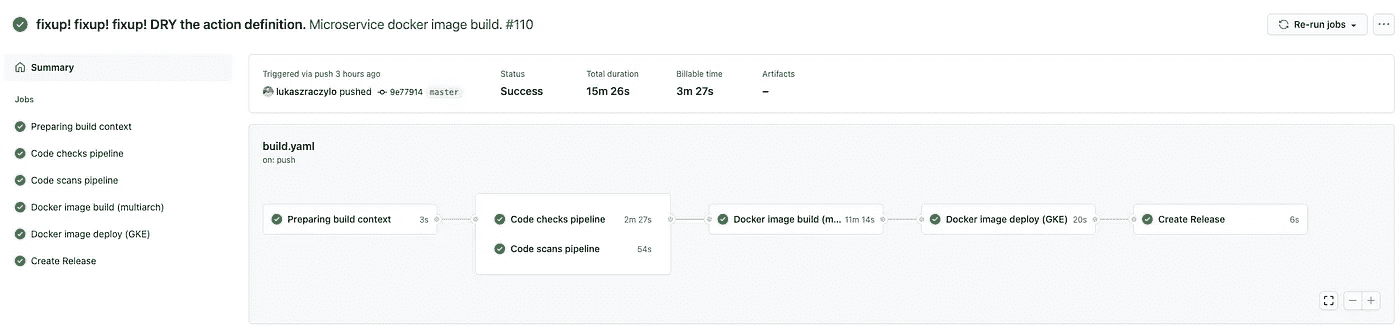 fixup! fixup! fixup! DRY the action definition. Microservice docker image build. #110
Re-run jobs
Summary
Jobs
Preparing build context
Code checks pipeline
Code scans pipeline
Docker image build (multiarch)
Docker image deploy (GKE)
Create Release
Triggered via push 3 hours ago
lukaszraczylo pushed 9e77914 master
Status
Success
Total duration
15m 26s
Billable time
3m 27s
Artifacts
–
build.yaml
on: push
Preparing build context 3s
Code checks pipeline 2m 27s
Code scans pipeline 54s
Docker image build (m... 11m 14s
Docker image deploy (GKE) 20s
Create Release 6s